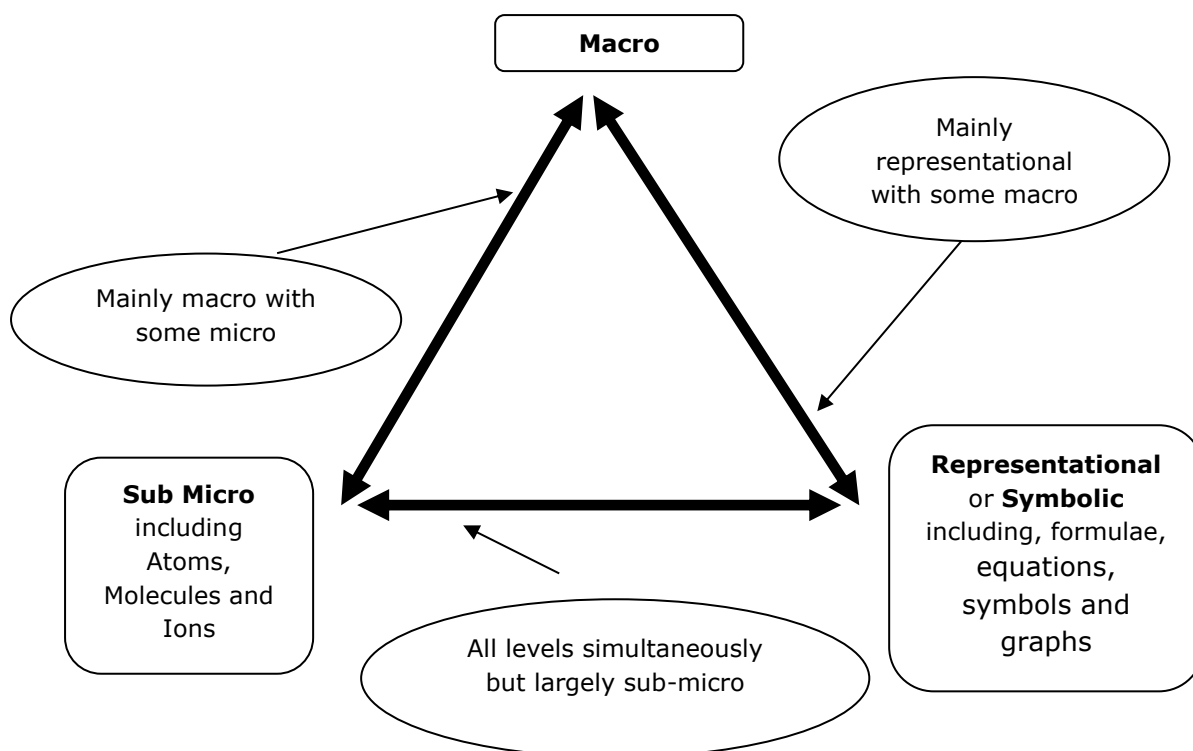 Macro
Mainly
representational
with some macro
Mainly macro with
some micro
Sub Micro
including
Atoms,
Molecules and
Ions
Representational
or Symbolic
including, formulae,
equations,
symbols and
graphs
All levels simultaneously
but largely sub-micro